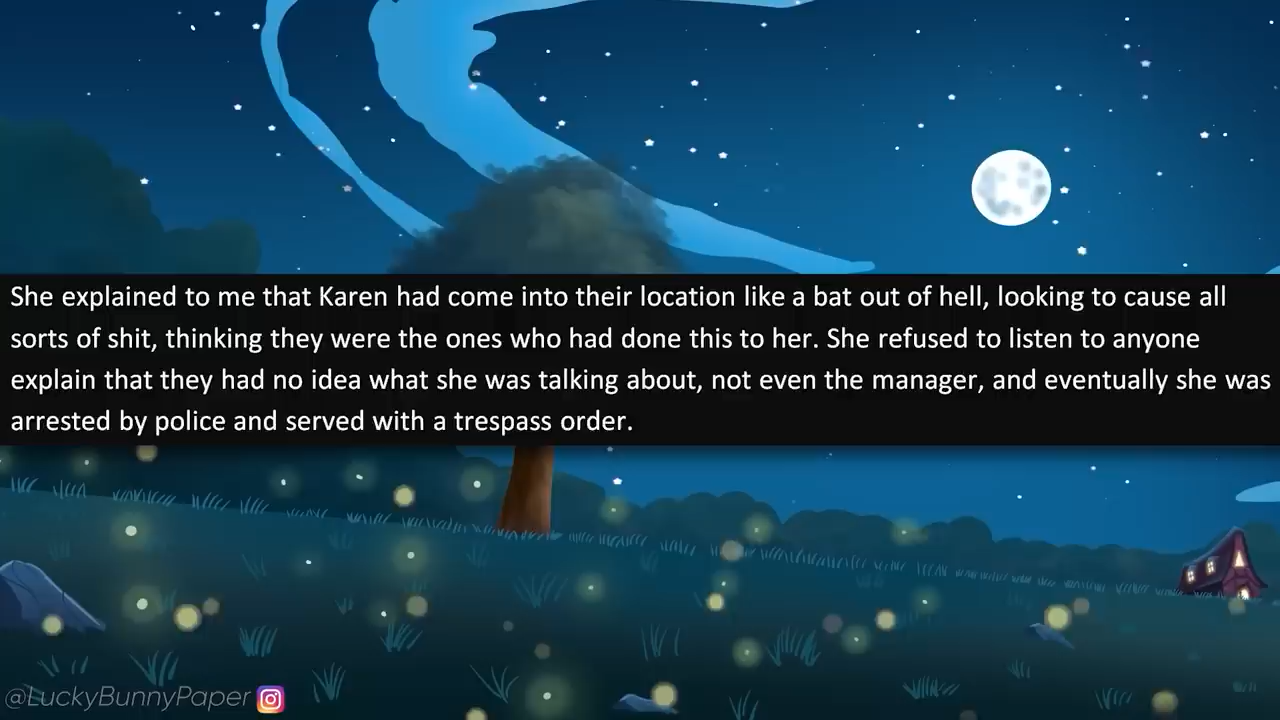 She explained to me that Karen had come into their location like a bat out of hell, looking to cause all
sorts of shit, thinking they were the ones who had done this to her. She refused to listen to anyone
explain that they had no idea what she was talking about, not even the manager, and eventually she was
arrested by police and served with a trespass order.
@LuckyBunnyPaper